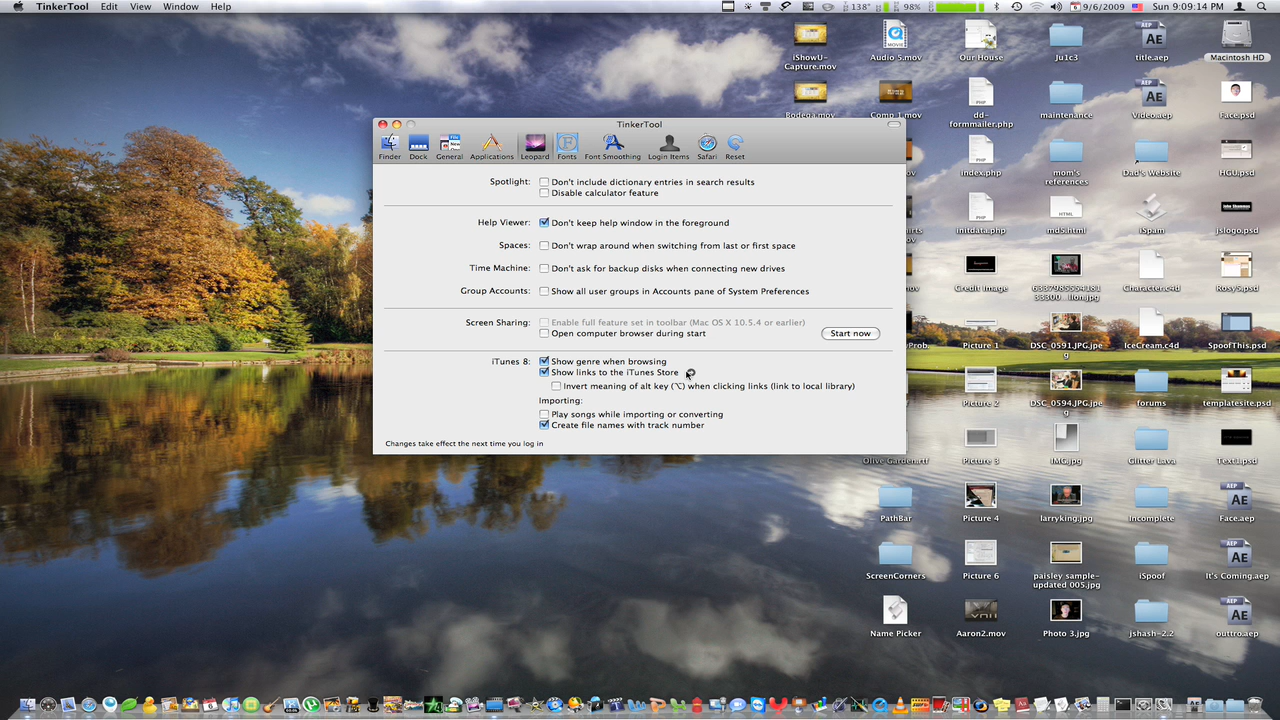 TinkerTool Edit View Window Help
138° 98% 9/6/2009 Sun 9:09:14 PM
TinkerTool
Finder Dock General Applications Leopard Fonts Font Smoothing Login Items Safari Reset
Spotlight: Don't include dictionary entries in search results
Disable calculator feature
Help Viewer: Don't keep help window in the foreground
Spaces: Don't wrap around when switching from last or first space
Time Machine: Don't ask for backup disks when connecting new drives
Group Accounts: Show all user groups in Accounts pane of System Preferences
Screen Sharing: Enable full feature set in toolbar (Mac OS X 10.5.4 or earlier)
Open computer browser during start
Start now
iTunes 8: Show genre when browsing
Show links to the iTunes Store
Invert meaning of alt key (⌥) when clicking links (link to local library)
Importing:
Play songs while importing or converting
Create file names with track number
Changes take effect the next time you log in
iShowU-
Capture.mov
Audio 5.mov
Our House
Ju1c3
title.aep
Macintosh HD
Bodega.mov
Comp 1.mov
dd-
formmailer.php
maintenance
Video.aep
Face.psd
index.php
mom's
references
Dad's Website
HGU.psd
initdata.php
md5.html
iSpam
jslogo.psd
Credit Image
6337985554181
33300....lion.jpg
Character.c4d
Rosy5.psd
Picture 1
DSC_0591.JPG.jpe
g
IceCream.c4d
SpoofThis.psd
Picture 2
DSC_0594.JPG.jpe
g
forums
templatesite.psd
Olive Garden.rtf
Picture 3
IMG.jpg
Glitter Lava
Text1.psd
PathBar
Picture 4
larryking.jpg
Incomplete
Face.aep
ScreenCorners
Picture 6
paisley sample-
updated 005.jpg
iSpoof
It's Coming.aep
Name Picker
Aaron2.mov
Photo 3.jpg
jshash-2.2
outtro.aep